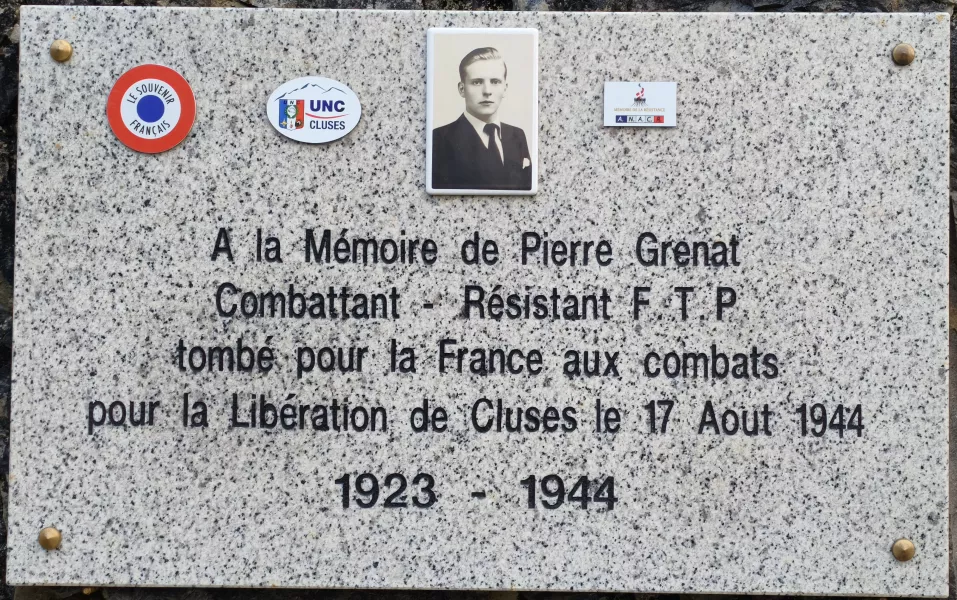 LE SOUVENIR
FRANÇAIS
UNC
CLUSES
A.N.A.C.R.
A la Mémoire de Pierre Grenat
Combattant - Résistant F.T.P
tombé pour la France aux combats
pour la Libération de Cluses le 17 Aout 1944
1923 - 1944